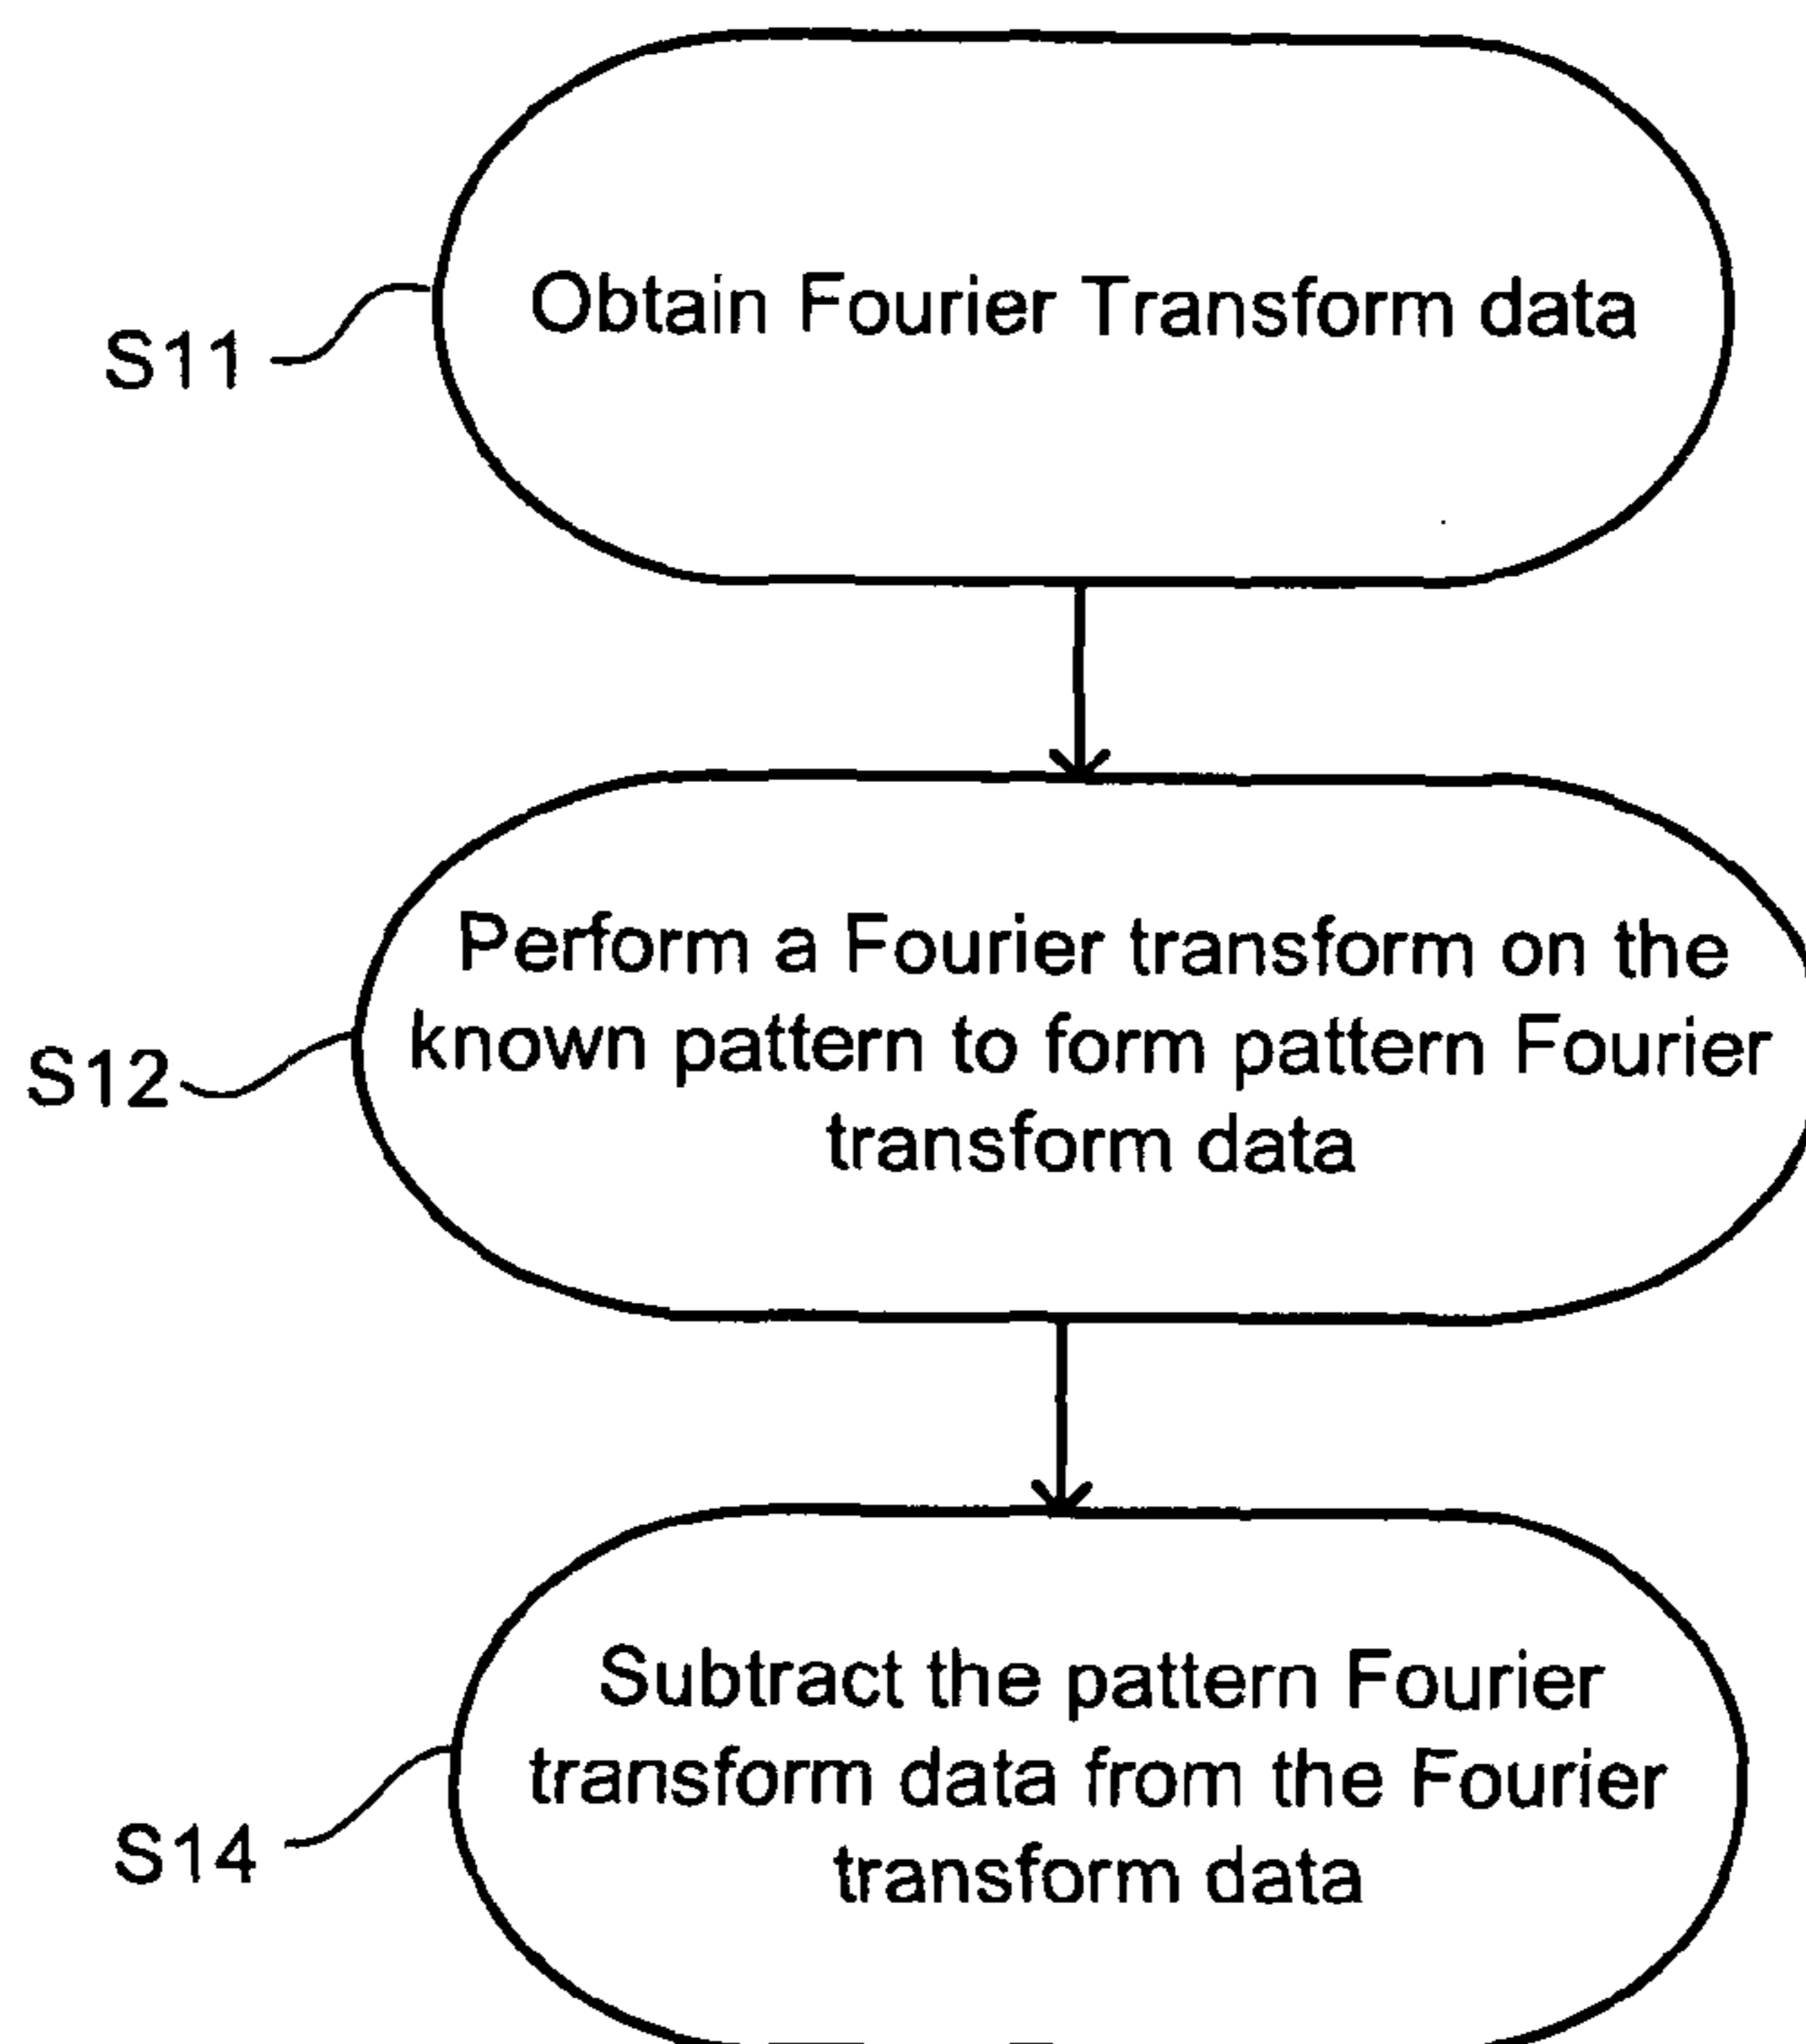 S11
Obtain Fourier Transform data
S12
Perform a Fourier transform on the
known pattern to form pattern Fourier
transform data
S14
Subtract the pattern Fourier
transform data from the Fourier
transform data